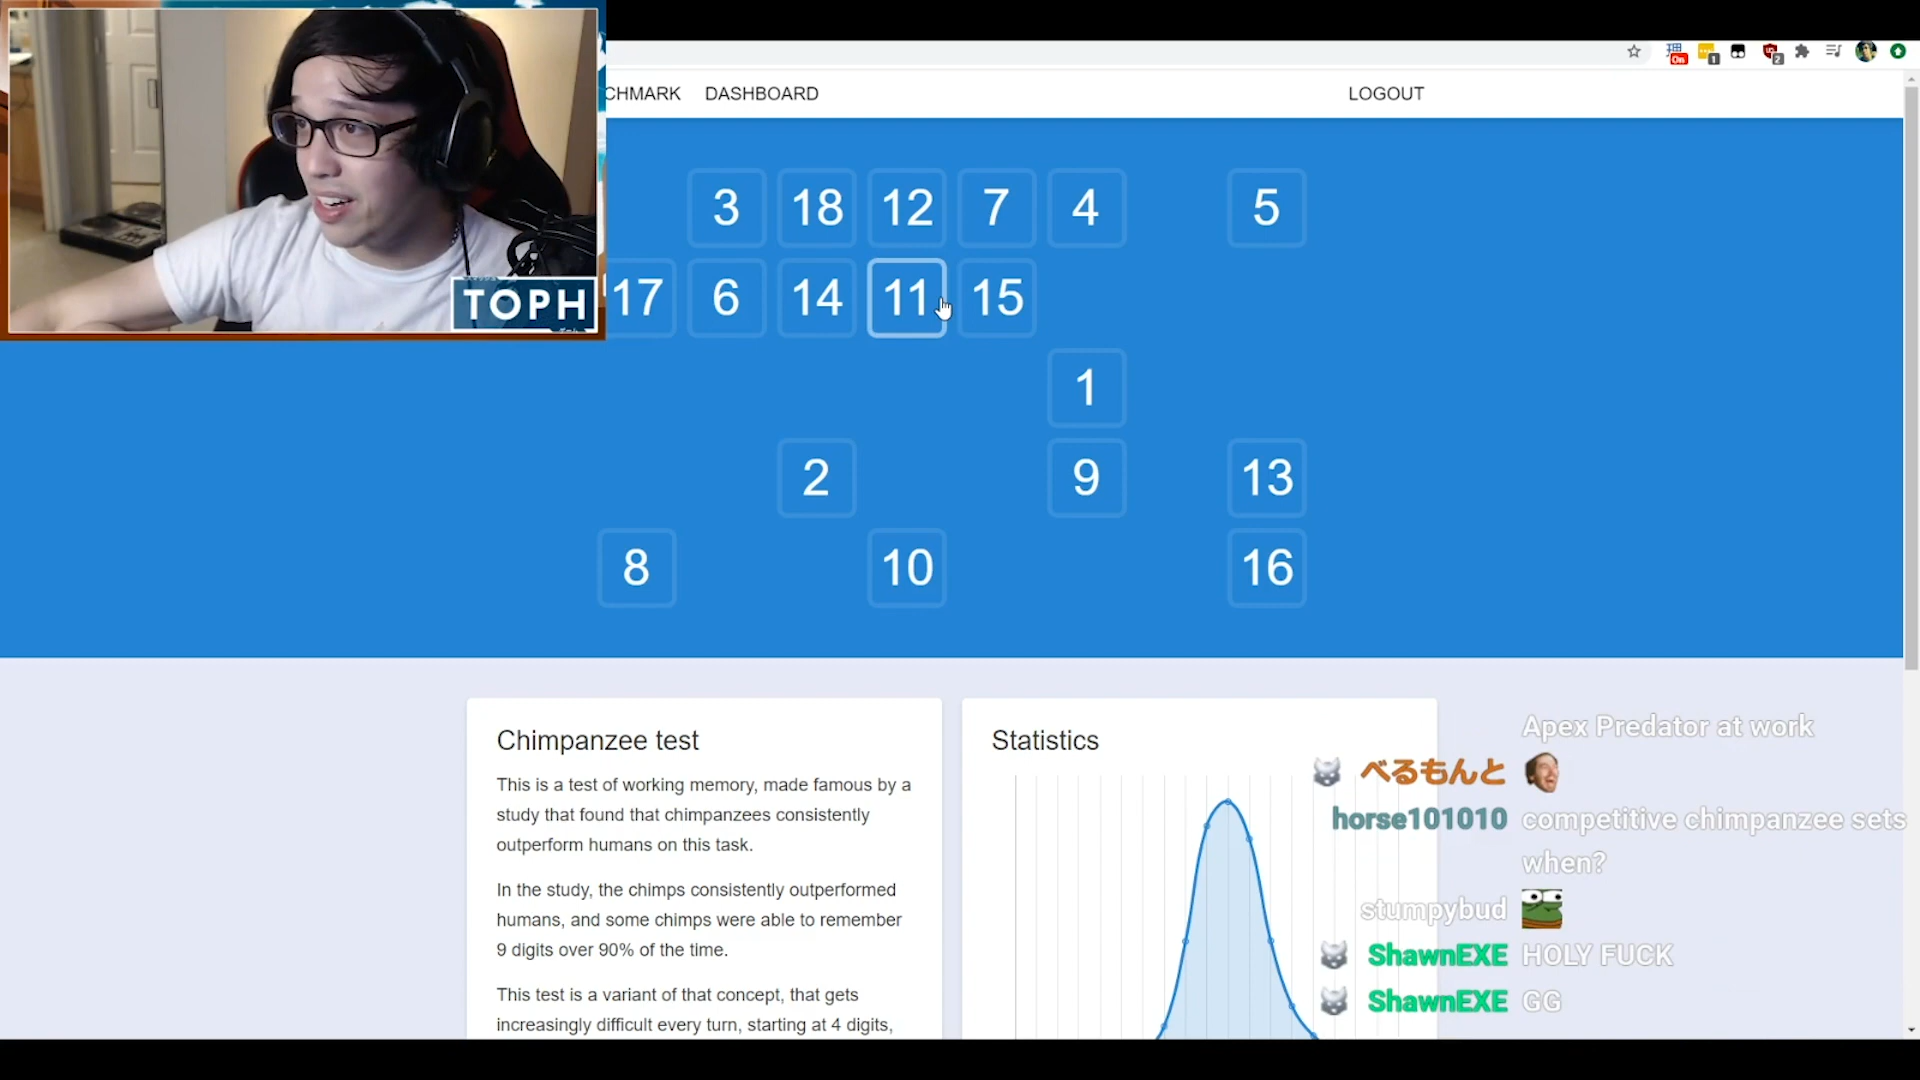 CHMARK DASHBOARD LOGOUT
3 18 12 7 4 5
TOPH
17 6 14 11 15
1
2 9 13
8 10 16
Chimpanzee test
This is a test of working memory, made famous by a
study that found that chimpanzees consistently
outperform humans on this task.
In the study, the chimps consistently outperformed
humans, and some chimps were able to remember
9 digits over 90% of the time.
This test is a variant of that concept, that gets
increasingly difficult every turn, starting at 4 digits,
Statistics
Apex Predator at work
べるもんと
horse101010 competitive chimpanzee sets
when?
stumpybud
ShawnEXE HOLY FUCK
ShawnEXE GG
On
1
2